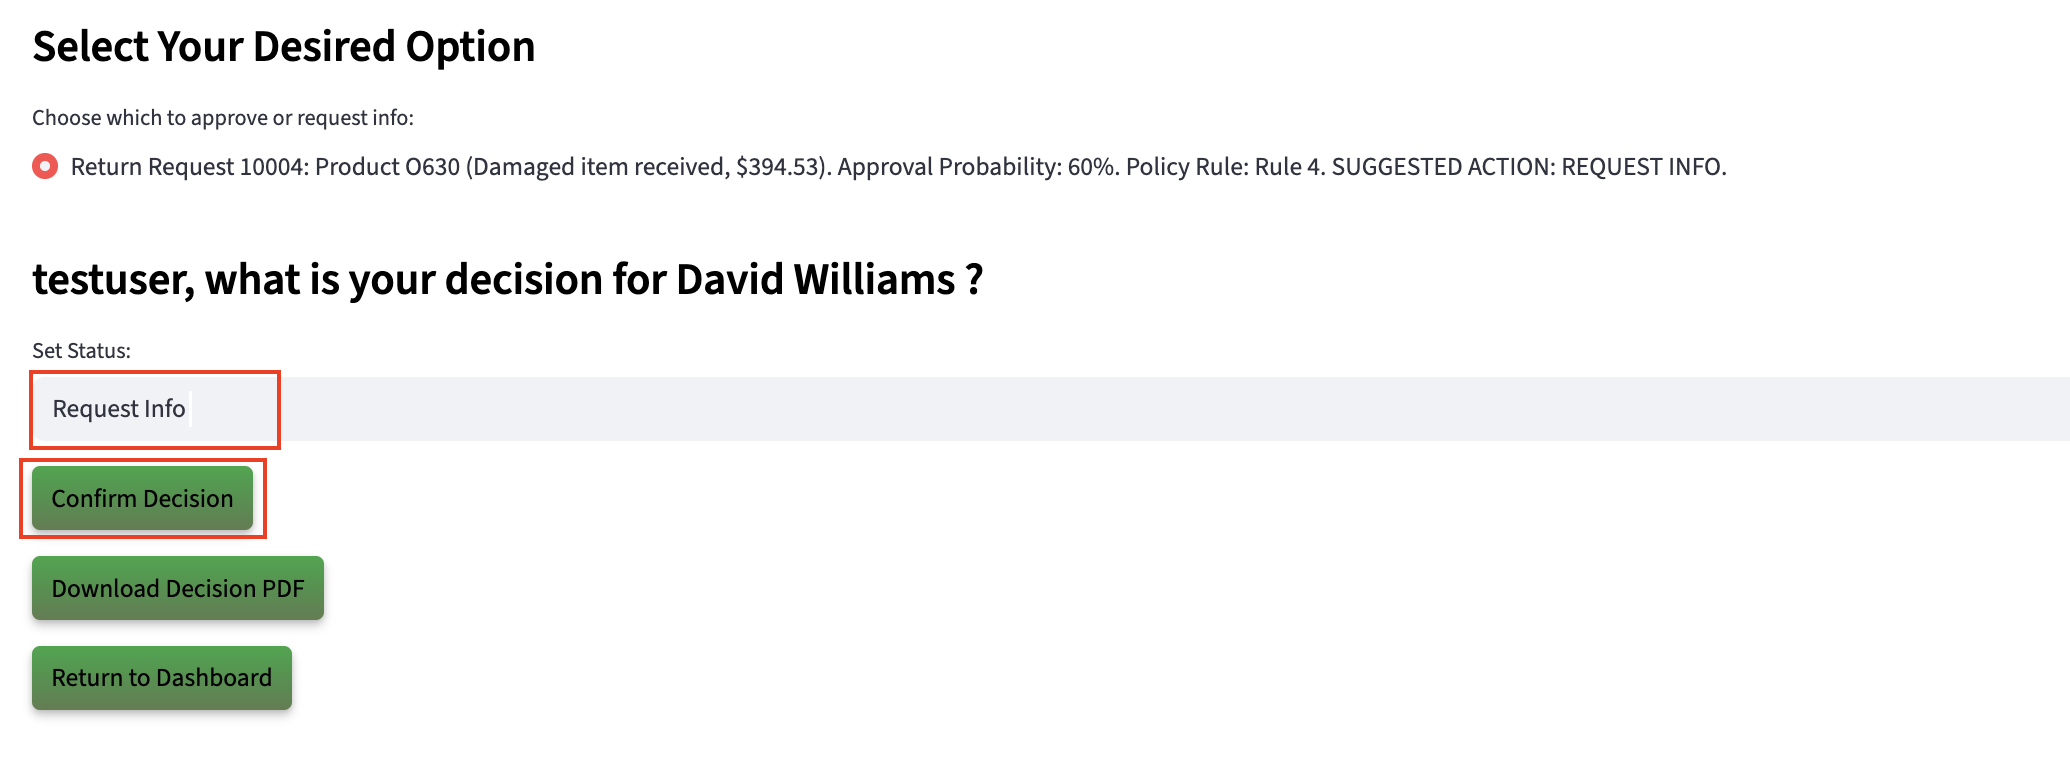 Select Your Desired Option
Choose which to approve or request info:
Return Request 10004: Product O630 (Damaged item received, $394.53). Approval Probability: 60%. Policy Rule: Rule 4. SUGGESTED ACTION: REQUEST INFO.
testuser, what is your decision for David Williams ?
Set Status:
Request Info
Confirm Decision
Download Decision PDF
Return to Dashboard